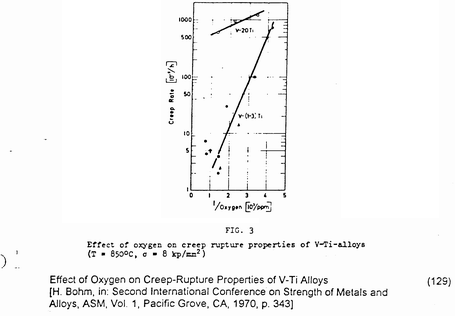 1000
500
V-20Ti
100
50
V-(1-3)Ti
10
5
1
Creep Rate [10⁻⁶/h]
0 1 2 3 4 5
1/Oxygen [10³/ppm]
FIG. 3
Effect of oxygen on creep rupture properties of V-Ti-alloys
(T = 850°C, σ = 8 kp/mm²)
Effect of Oxygen on Creep-Rupture Properties of V-Ti Alloys (129)
[H. Bohm, in: Second International Conference on Strength of Metals and
Alloys, ASM, Vol. 1, Pacific Grove, CA, 1970, p. 343]